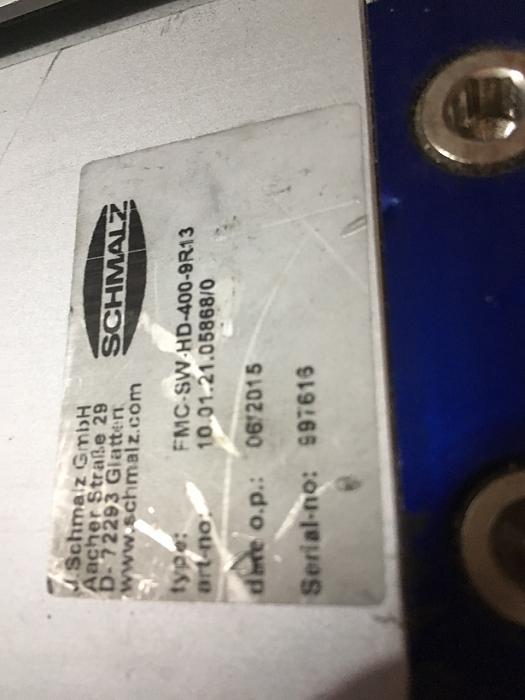 SCHMALZ
J. Schmalz GmbH
Aacher Straße 29
D- 72293 Glatten
www.schmalz.com
type: FMC-SW-HD-400-9R13
art-no: 10.01.21.05868/0
date o.p.: 06/2015
Serial-no: 997616